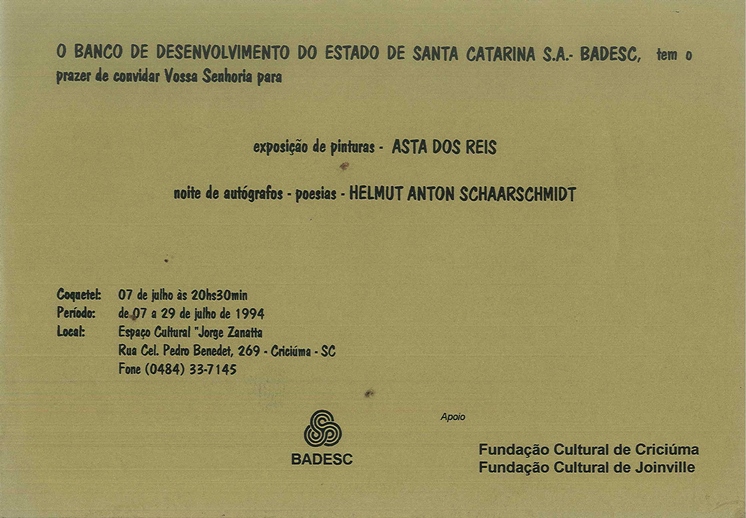 O BANCO DE DESENVOLVIMENTO DO ESTADO DE SANTA CATARINA S.A.- BADESC, tem o
prazer de convidar Vossa Senhoria para
exposição de pinturas - ASTA DOS REIS
noite de autógrafos - poesias - HELMUT ANTON SCHAARSCHMIDT
Coquetel: 07 de julho às 20hs30min
Período: de 07 a 29 de julho de 1994
Local: Espaço Cultural "Jorge Zanatta
Rua Cel. Pedro Benedet, 269 - Criciúma - SC
Fone (0484) 33-7145
BADESC
Apoio
Fundação Cultural de Criciúma
Fundação Cultural de Joinville